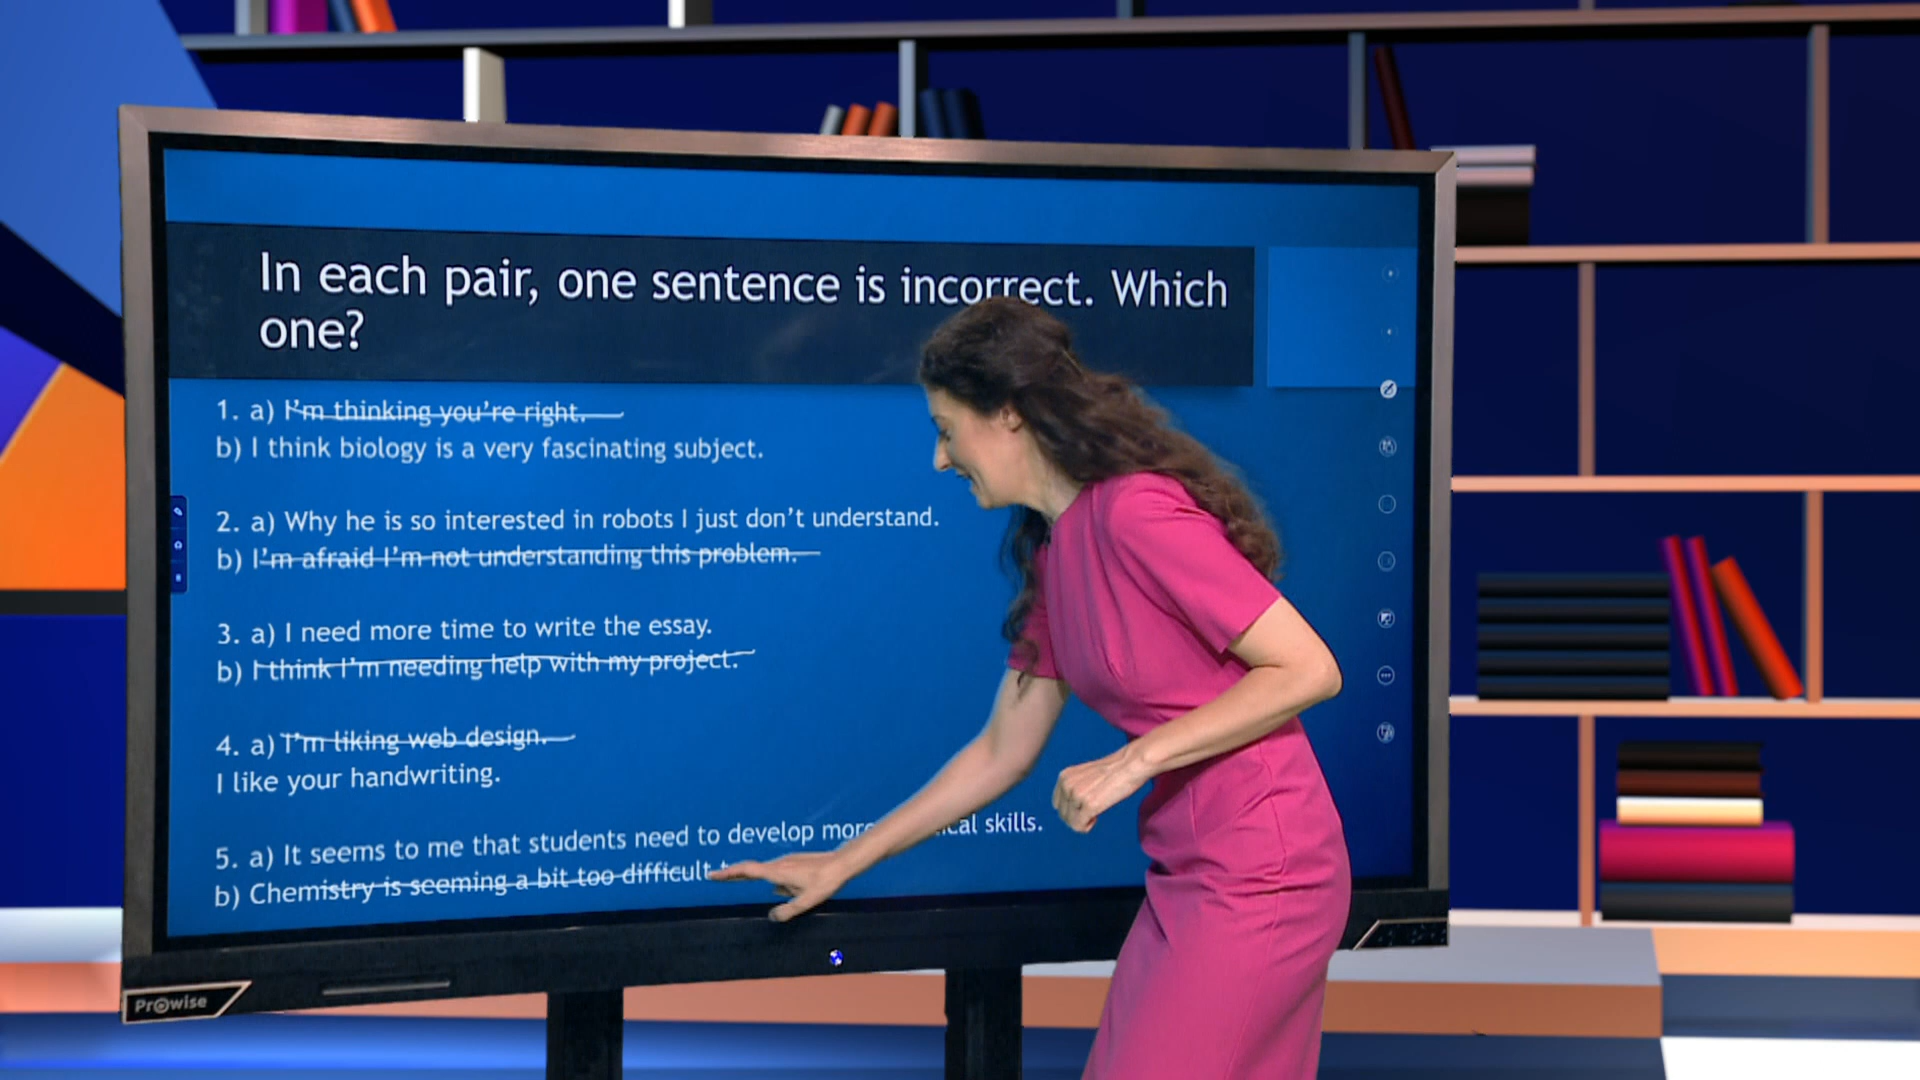 In each pair, one sentence is incorrect. Which
one?
1. a) I'm thinking you're right.
b) I think biology is a very fascinating subject.
2. a) Why he is so interested in robots I just don't understand.
b) I'm afraid I'm not understanding this problem.
3. a) I need more time to write the essay.
b) I think I'm needing help with my project.
4. a) I'm liking web design.
I like your handwriting.
5. a) It seems to me that students need to develop more skills.
b) Chemistry is seeming a bit too difficult
Prowise